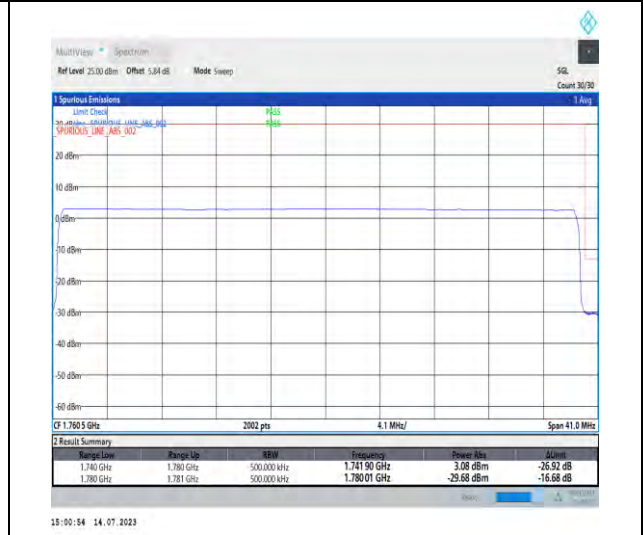 MultiView Spectrum
Ref Level 25.00 dBm Offset 5.84 dB Mode Sweep SGL
Count 30/30
1 Spurious Emissions 1 Avg
Limit Check PASS
PASS
SPURIOUS_LINE_ABS_002
20 dBm
10 dBm
0 dBm
-10 dBm
-20 dBm
-30 dBm
-40 dBm
-50 dBm
-60 dBm
CF 1.7605 GHz 2002 pts 4.1 MHz/ Span 41.0 MHz
2 Result Summary
Range Low Range Up RBW Frequency Power Abs ΔLimit
1.740 GHz 1.780 GHz 500.000 kHz 1.741 90 GHz 3.08 dBm -26.92 dB
1.780 GHz 1.781 GHz 500.000 kHz 1.780 01 GHz -29.68 dBm -16.68 dB
15:00:54 14.07.2023